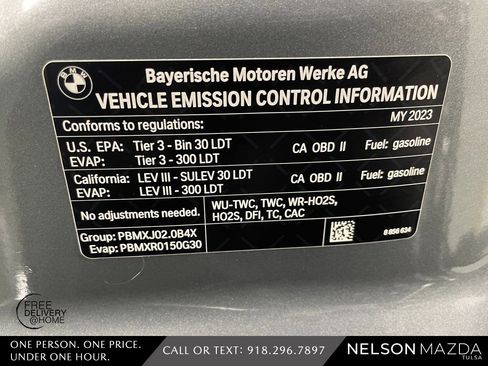 BMW
Bayerische Motoren Werke AG
VEHICLE EMISSION CONTROL INFORMATION
Conforms to regulations: MY 2023
U.S. EPA: Tier 3 - Bin 30 LDT CA OBD II Fuel: gasoline
EVAP: Tier 3 - 300 LDT
California: LEV III - SULEV 30 LDT CA OBD II Fuel: gasoline
EVAP: LEV III - 300 LDT
No adjustments needed. WU-TWC, TWC, WR-HO2S,
HO2S, DFI, TC, CAC
Group: PBMXJ02.0B4X
Evap: PBMXR0150G30 8 856 634
FREE
DELIVERY
@HOME
ONE PERSON. ONE PRICE.
UNDER ONE HOUR.
CALL OR TEXT: 918.296.7897
NELSON MAZDA
TULSA